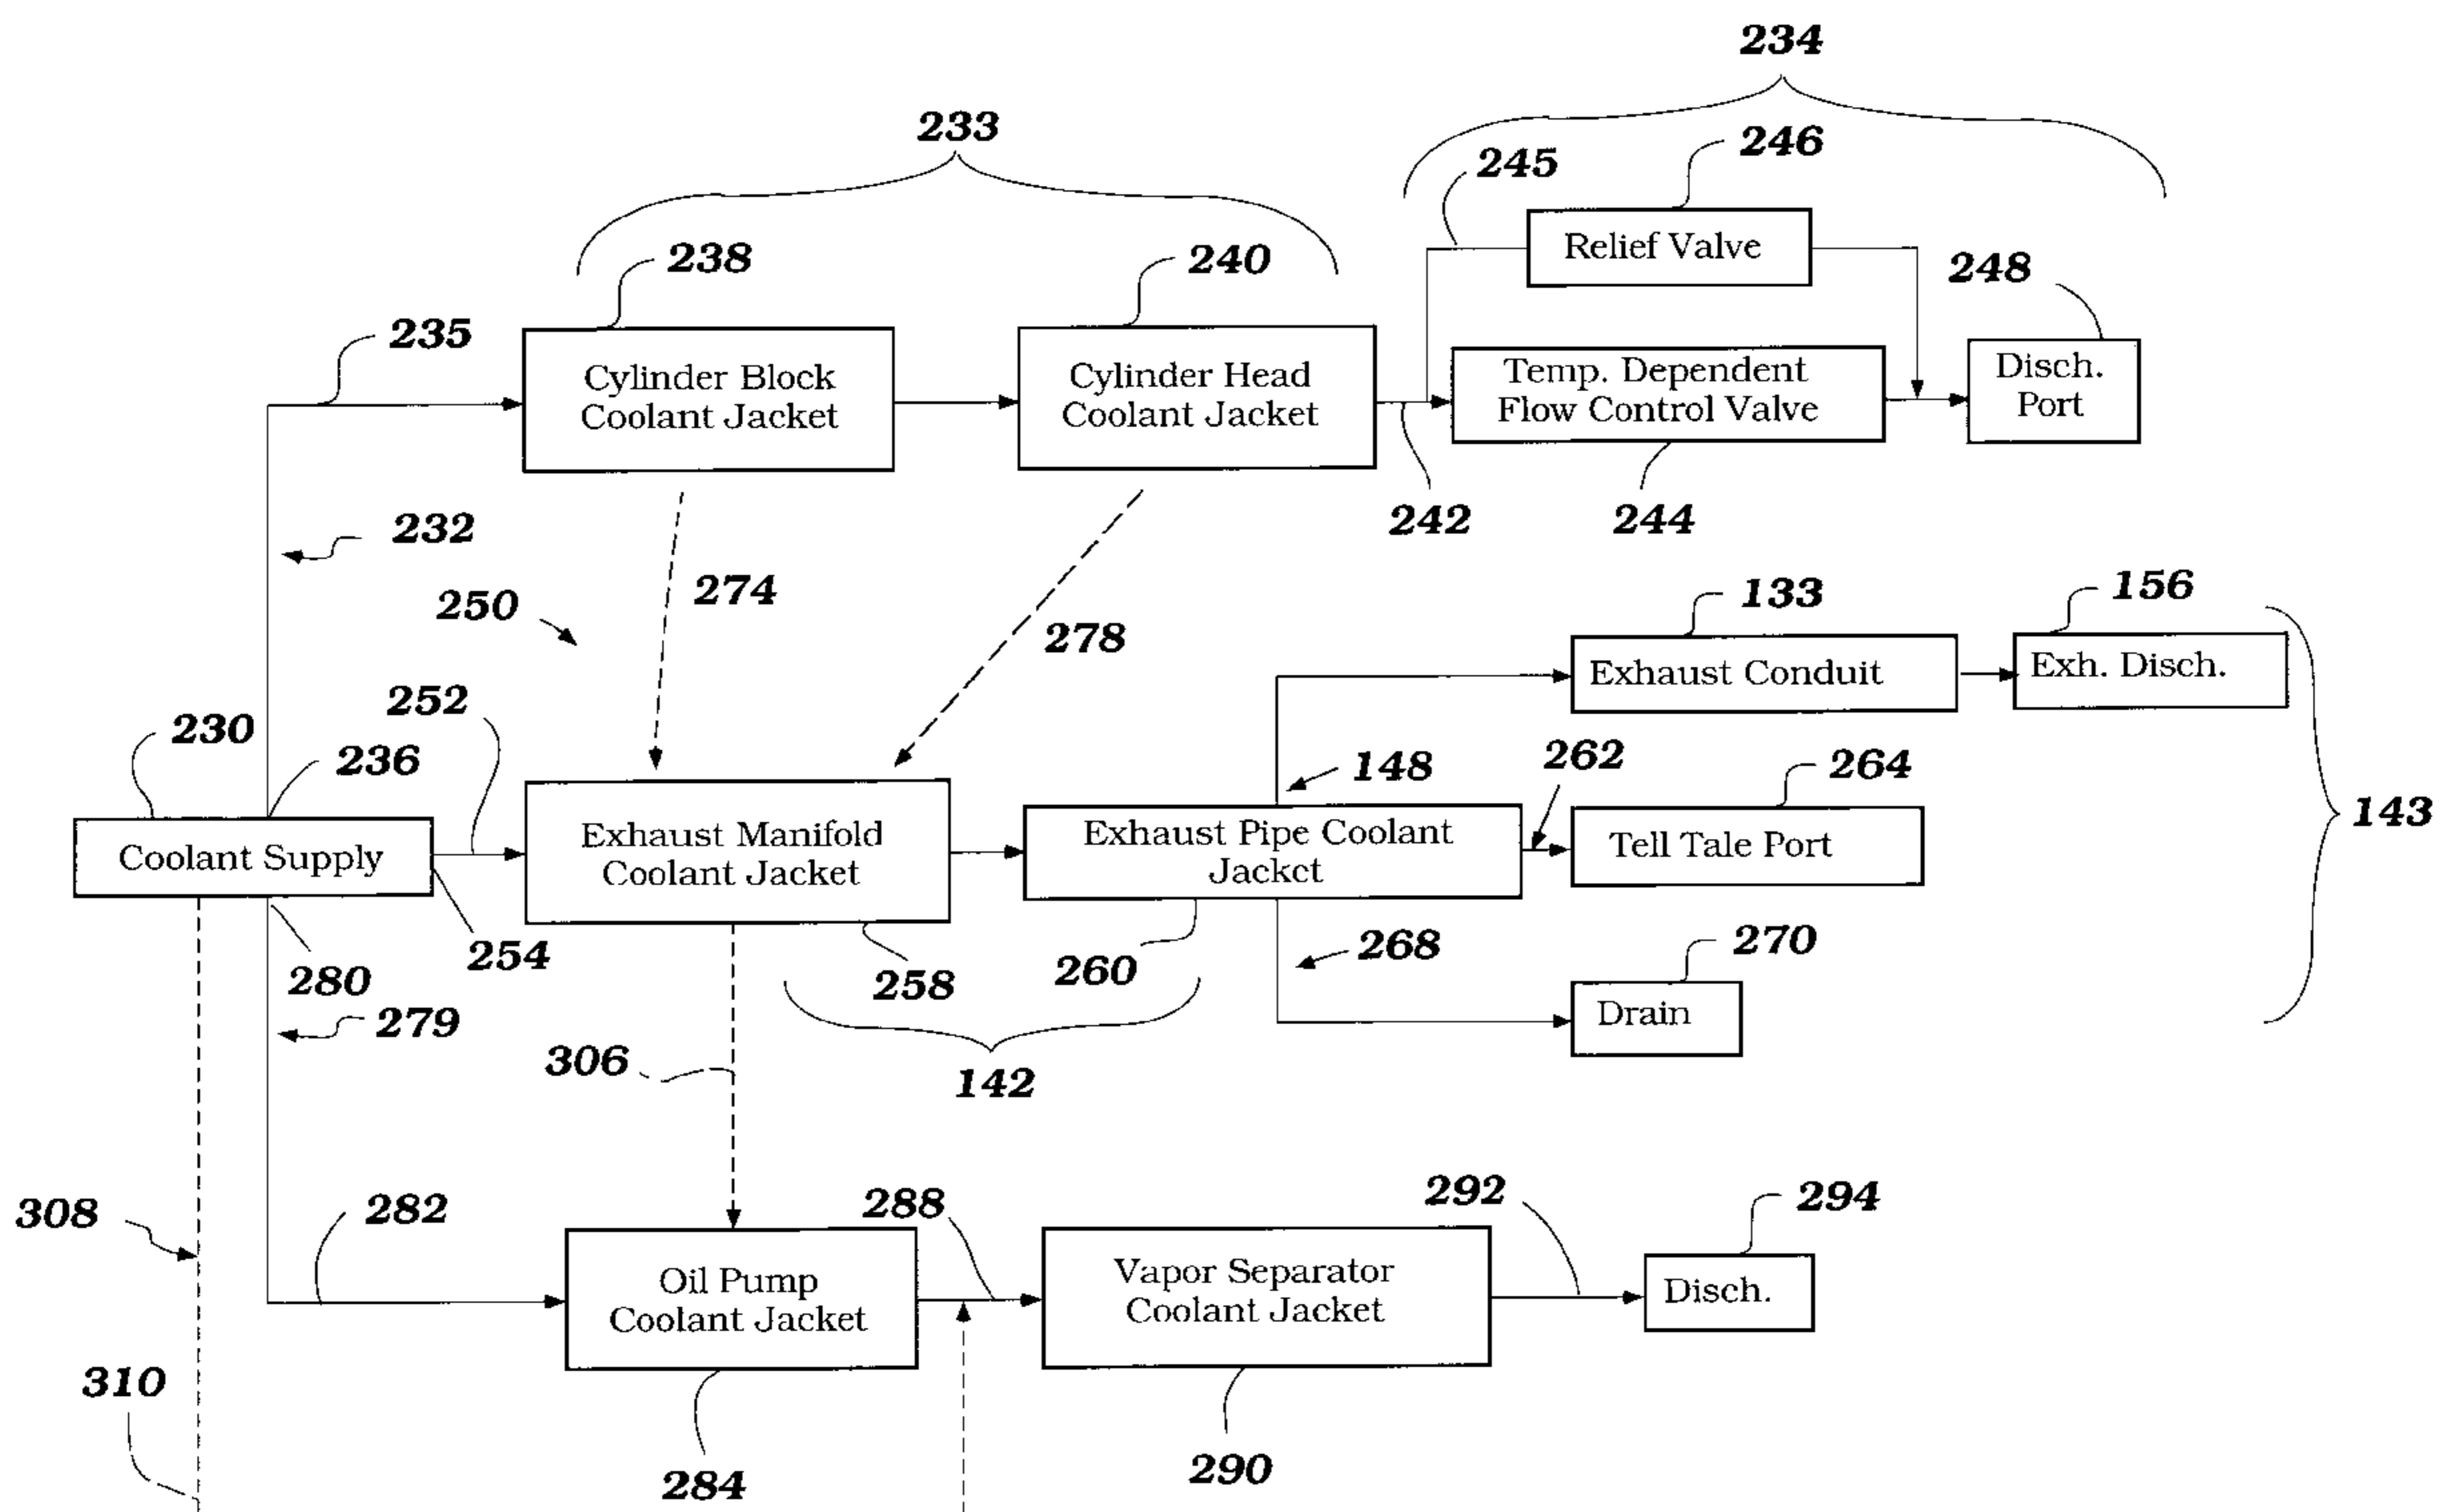 234
233
246
245
Relief Valve
238
240
248
235
Cylinder Block
Coolant Jacket
Cylinder Head
Coolant Jacket
Temp. Dependent
Flow Control Valve
Disch.
Port
232
242
244
274
250
278
133
156
Exhaust Conduit
Exh. Disch.
252
230
236
148
262
264
143
Coolant Supply
Exhaust Manifold
Coolant Jacket
Exhaust Pipe Coolant
Jacket
Tell Tale Port
254
280
258
260
268
270
279
Drain
306
142
308
282
288
292
294
Oil Pump
Coolant Jacket
Vapor Separator
Coolant Jacket
Disch.
310
284
290